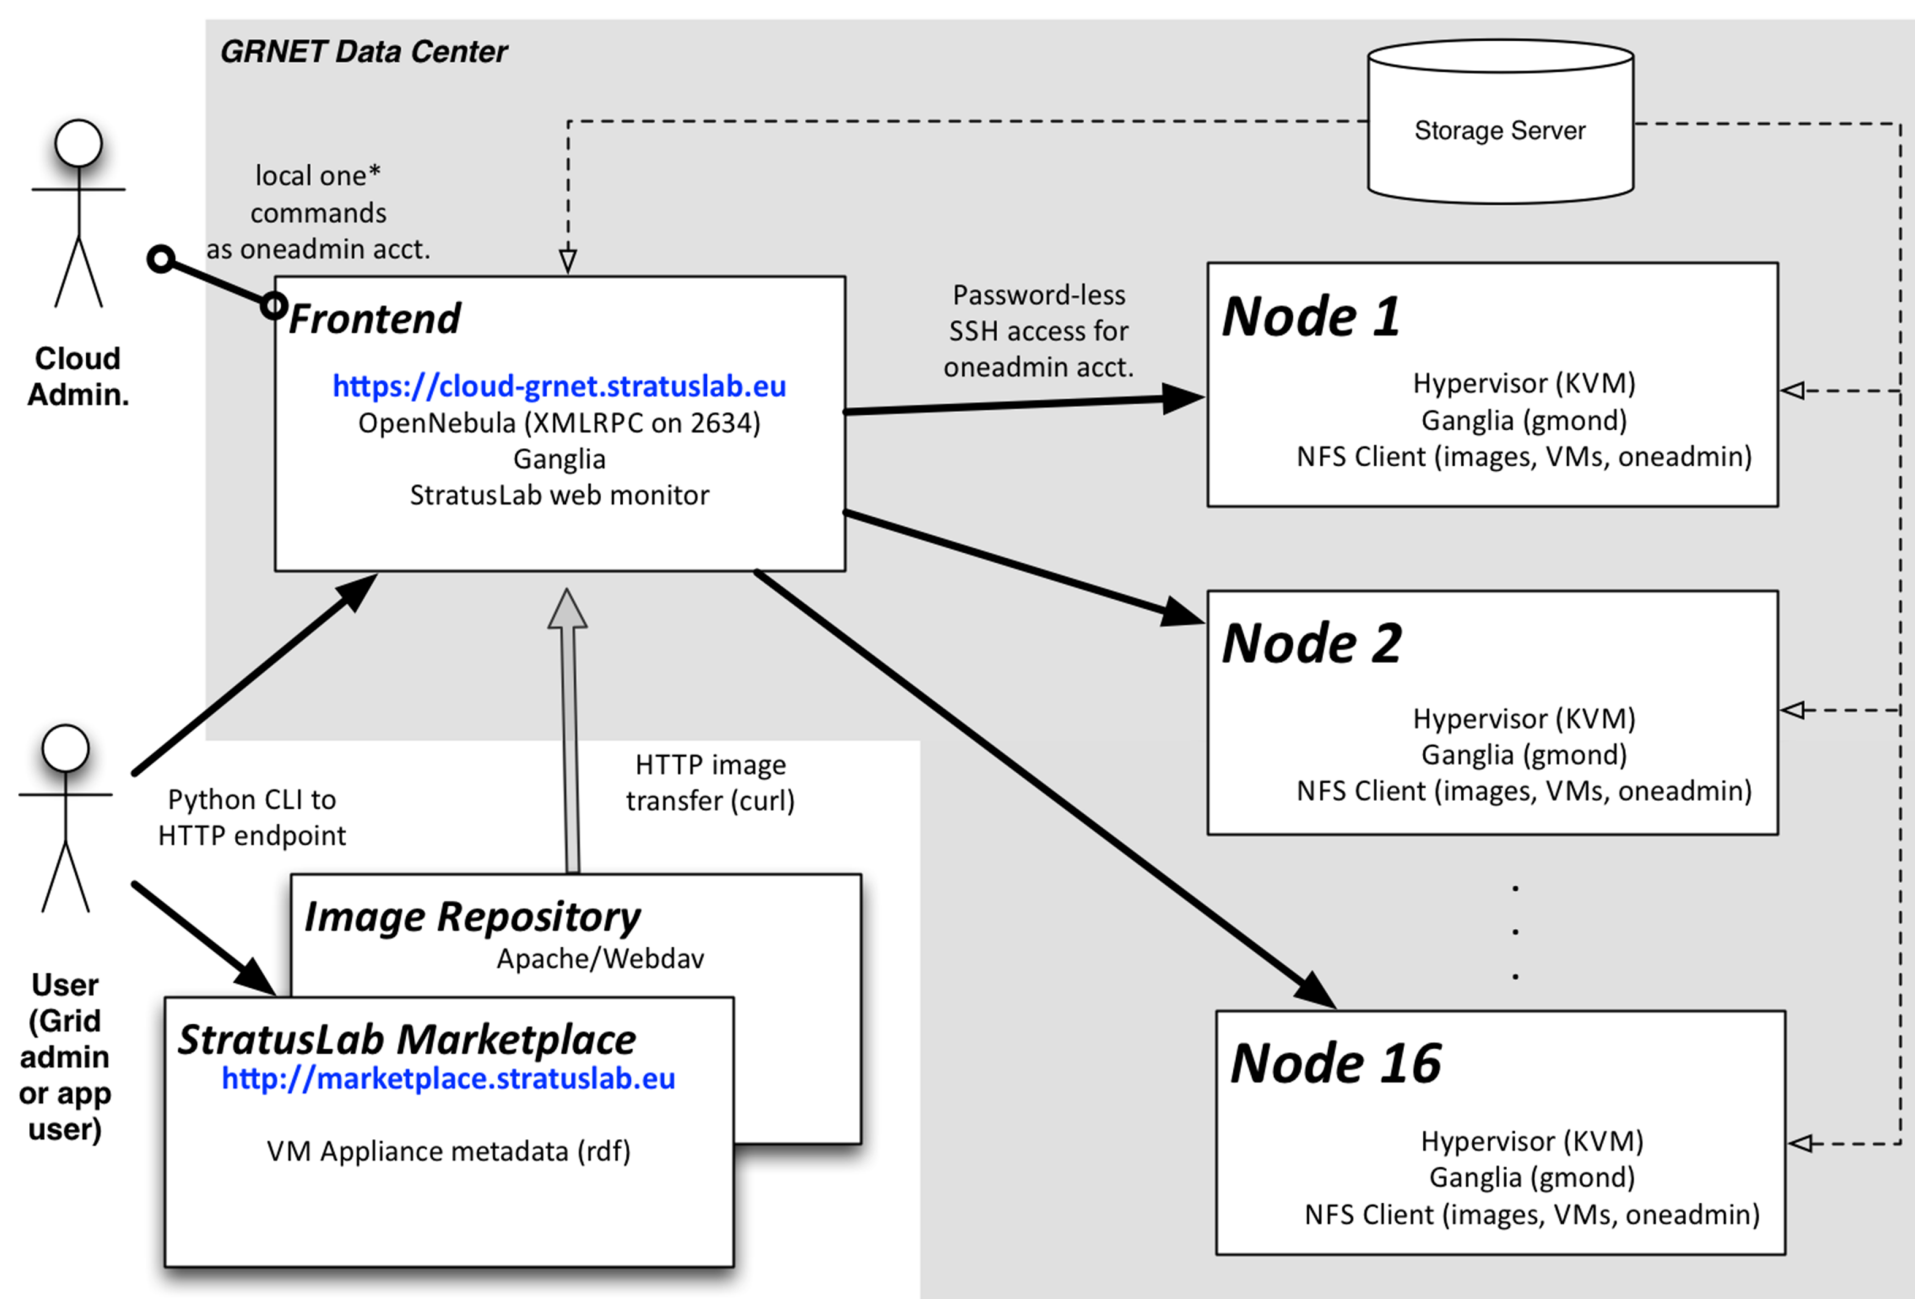 GRNET Data Center
Storage Server
local one*
commands
as oneadmin acct.
Cloud
Admin.
Frontend
https://cloud-grnet.stratuslab.eu
OpenNebula (XMLRPC on 2634)
Ganglia
StratusLab web monitor
Password-less
SSH access for
oneadmin acct.
Node 1
Hypervisor (KVM)
Ganglia (gmond)
NFS Client (images, VMs, oneadmin)
Node 2
Hypervisor (KVM)
Ganglia (gmond)
NFS Client (images, VMs, oneadmin)
.
.
.
Node 16
Hypervisor (KVM)
Ganglia (gmond)
NFS Client (images, VMs, oneadmin)
HTTP image
transfer (curl)
Python CLI to
HTTP endpoint
User
(Grid
admin
or app
user)
Image Repository
Apache/Webdav
StratusLab Marketplace
http://marketplace.stratuslab.eu
VM Appliance metadata (rdf)